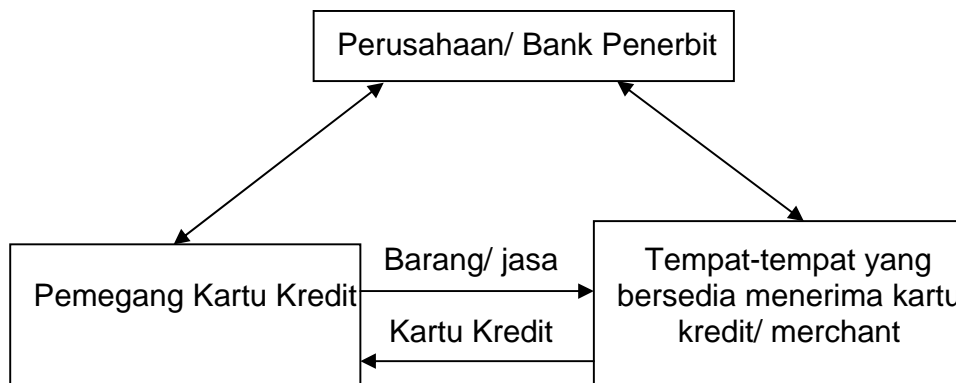 Perusahaan/ Bank Penerbit
Barang/ jasa
Pemegang Kartu Kredit
Kartu Kredit
Tempat-tempat yang
bersedia menerima kartu
kredit/ merchant